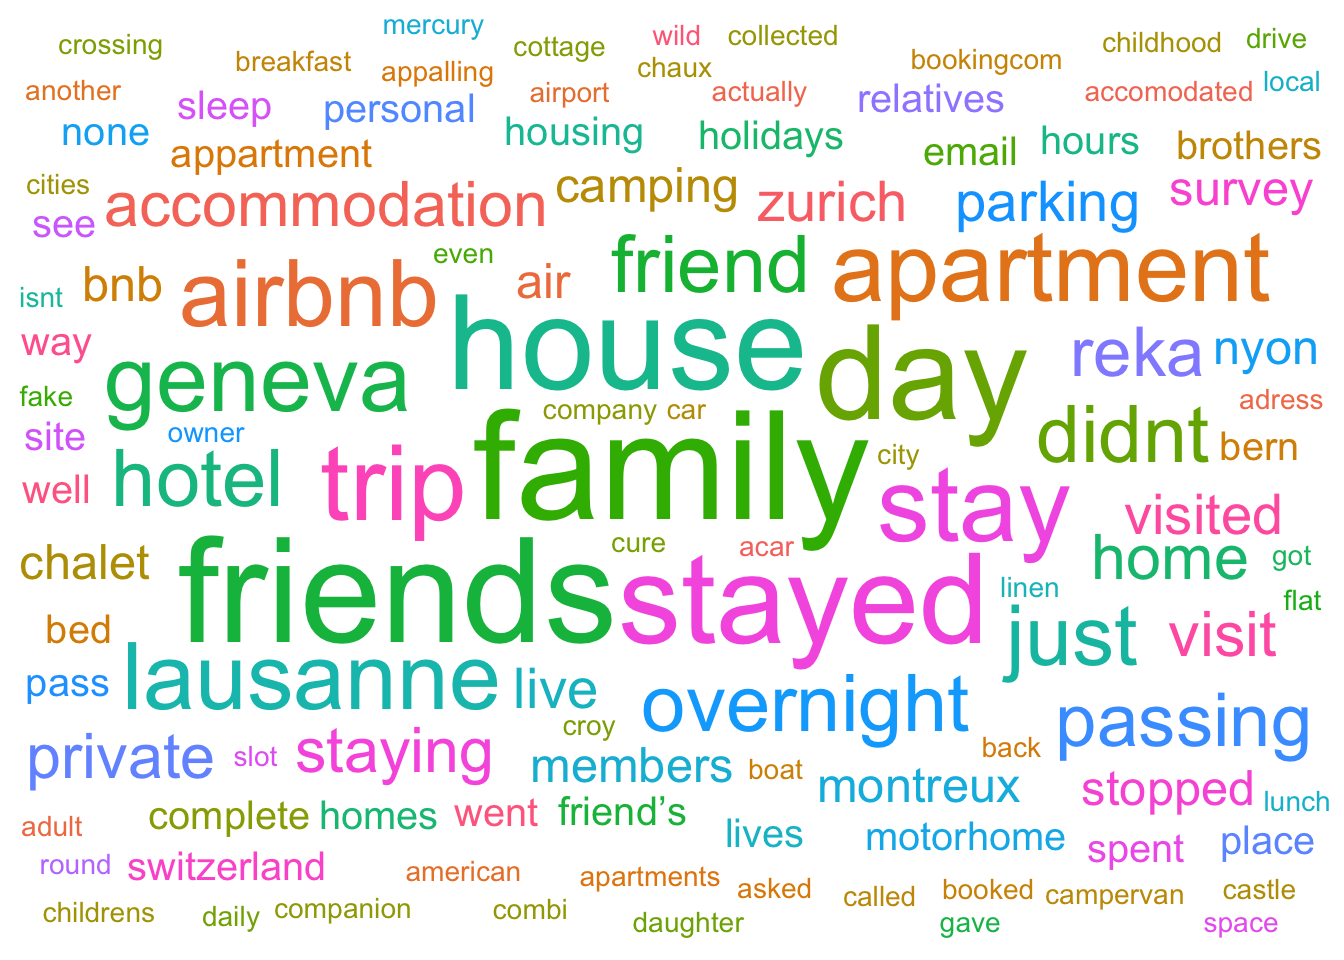 mercury
crossing
cottage
wild
collected
childhood
drive
breakfast
appalling
chaux
bookingcom
another
sleep
personal
airport
actually
relatives
accomodated
local
none
appartment
housing
holidays
email
hours
brothers
cities
accommodation
camping
zurich
parking
survey
see
even
friend
apartment
isnt
bnb
airbnb
air
house
way
geneva
day
reka
nyon
fake
company
car
adress
site
owner
family
didnt
bern
well
hotel
trip
city
stay
visited
chalet
cure
acar
home
got
friends
stayed
linen
flat
bed
just
visit
pass
lausanne
live
overnight
passing
private
slot
staying
croy
back
members
boat
montreux
stopped
lunch
adult
complete
homes
went
friend’s
lives
motorhome
spent
place
round
switzerland
american
apartments
asked
called
booked
campervan
castle
childrens
daily
companion
combi
daughter
gave
space